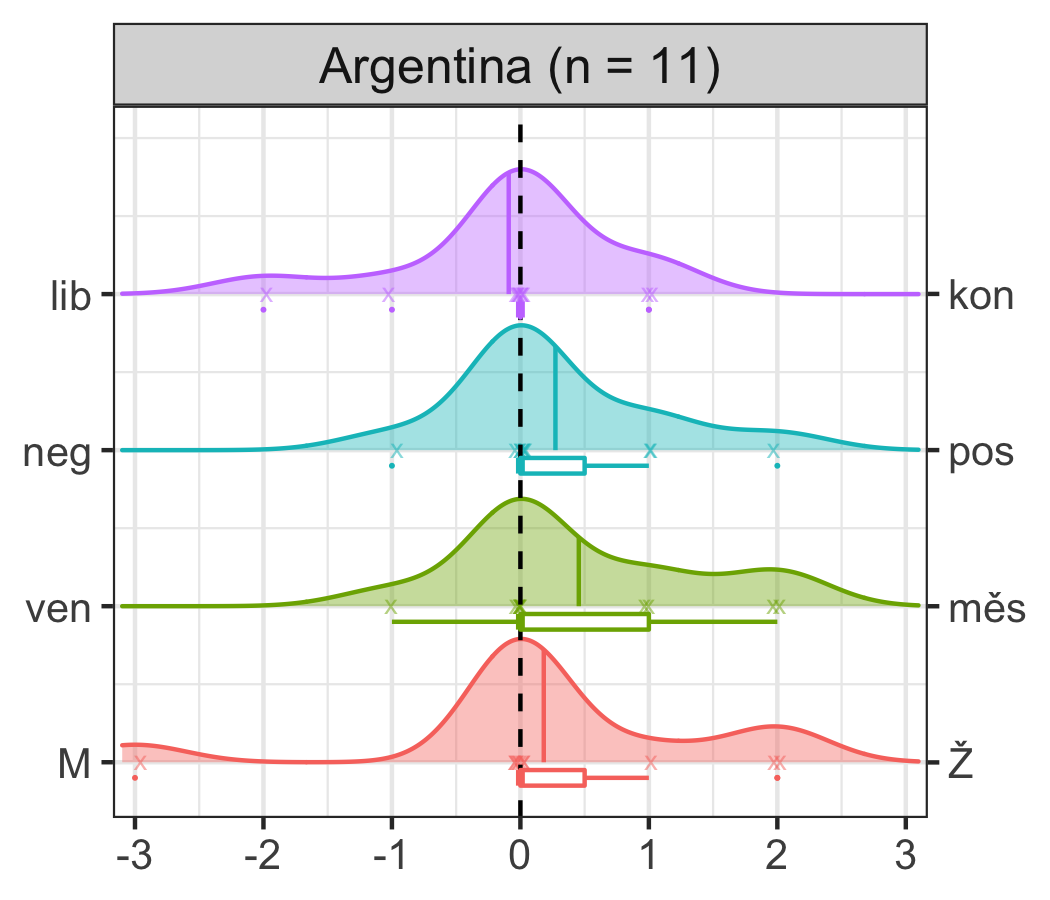 Argentina (n = 11)
lib kon
neg pos
ven měs
M Ž
-3 -2 -1 0 1 2 3